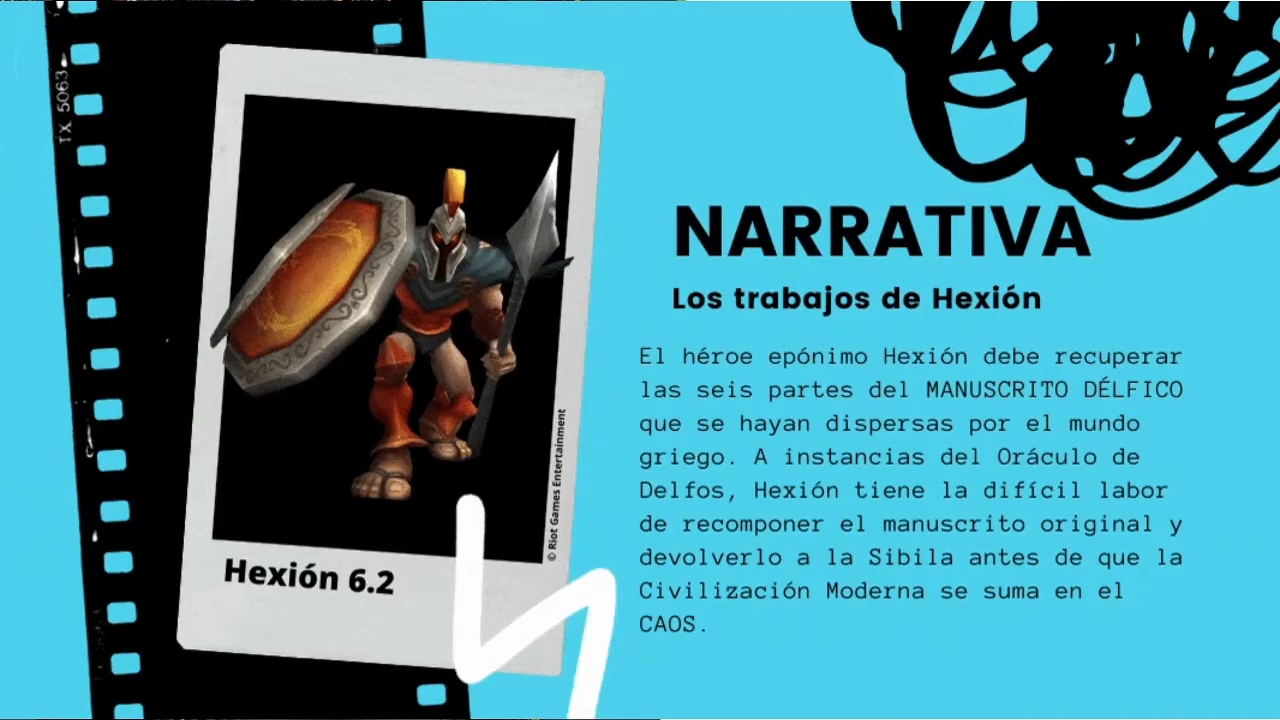 TX 5063
© Riot Games Entertainment
Hexión 6.2
NARRATIVA
Los trabajos de Hexión
El héroe epónimo Hexión debe recuperar
las seis partes del MANUSCRITO DÉLFICO
que se hayan dispersas por el mundo
griego. A instancias del Oráculo de
Delfos, Hexión tiene la difícil labor
de recomponer el manuscrito original y
devolverlo a la Sibila antes de que la
Civilización Moderna se suma en el
CAOS.